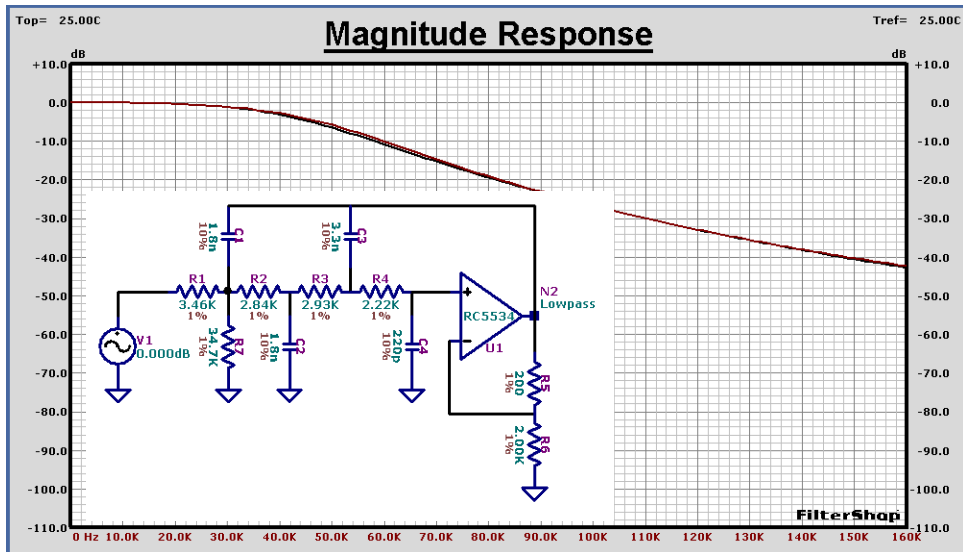 Top= 25.00C
Magnitude Response
Tref= 25.00C
dB
dB
+10.0
+10.0
0.0
0.0
-10.0
-10.0
-20.0
-20.0
-30.0
-30.0
-40.0
-40.0
-50.0
-50.0
-60.0
-60.0
-70.0
-70.0
-80.0
-80.0
-90.0
-90.0
-100.0
-100.0
-110.0
-110.0
C1
1.8n
10%
C3
3.3n
10%
R1
3.46K
1%
R2
2.84K
1%
R3
2.93K
1%
R4
2.22K
1%
V1
0.000dB
R7
34.7K
1%
C2
1.8n
10%
C4
220p
10%
RC5534
U1
N2
Lowpass
R5
200
1%
R6
2.00K
1%
FilterShop
0 Hz
10.0K
20.0K
30.0K
40.0K
50.0K
60.0K
70.0K
80.0K
90.0K
100K
110K
120K
130K
140K
150K
160K